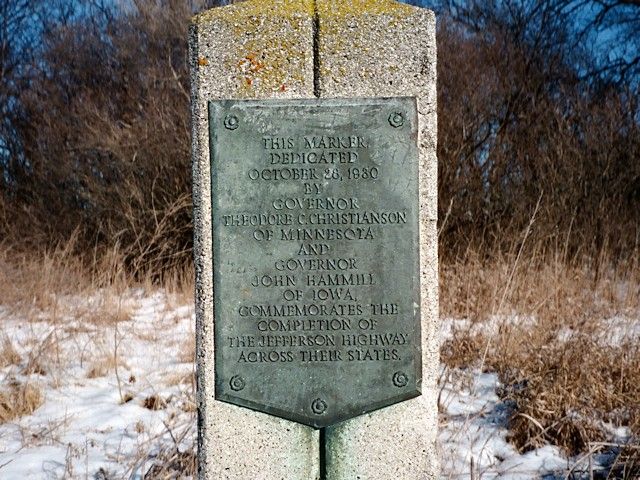 THIS MARKER,
DEDICATED
OCTOBER 28, 1930
BY
GOVERNOR
THEODORE C. CHRISTIANSON
OF MINNESOTA
AND
GOVERNOR
JOHN HAMMILL
OF IOWA,
COMMEMORATES THE
COMPLETION OF
THE JEFFERSON HIGHWAY
ACROSS THEIR STATES.